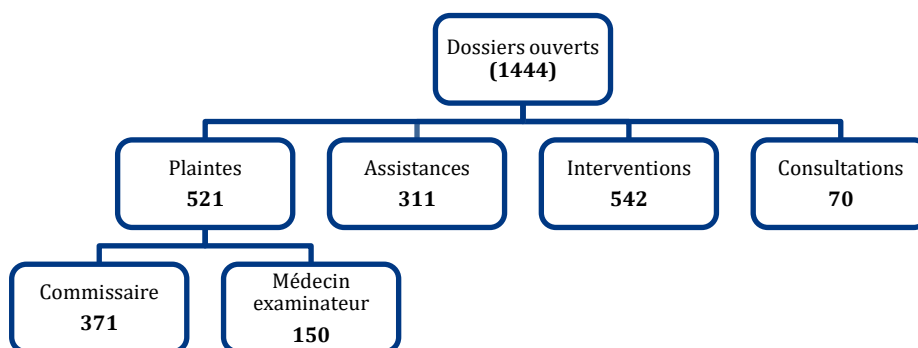 Dossiers ouverts
(1444)
Plaintes
521
Assistances
311
Interventions
542
Consultations
70
Commissaire
371
Médecin
examinateur
150